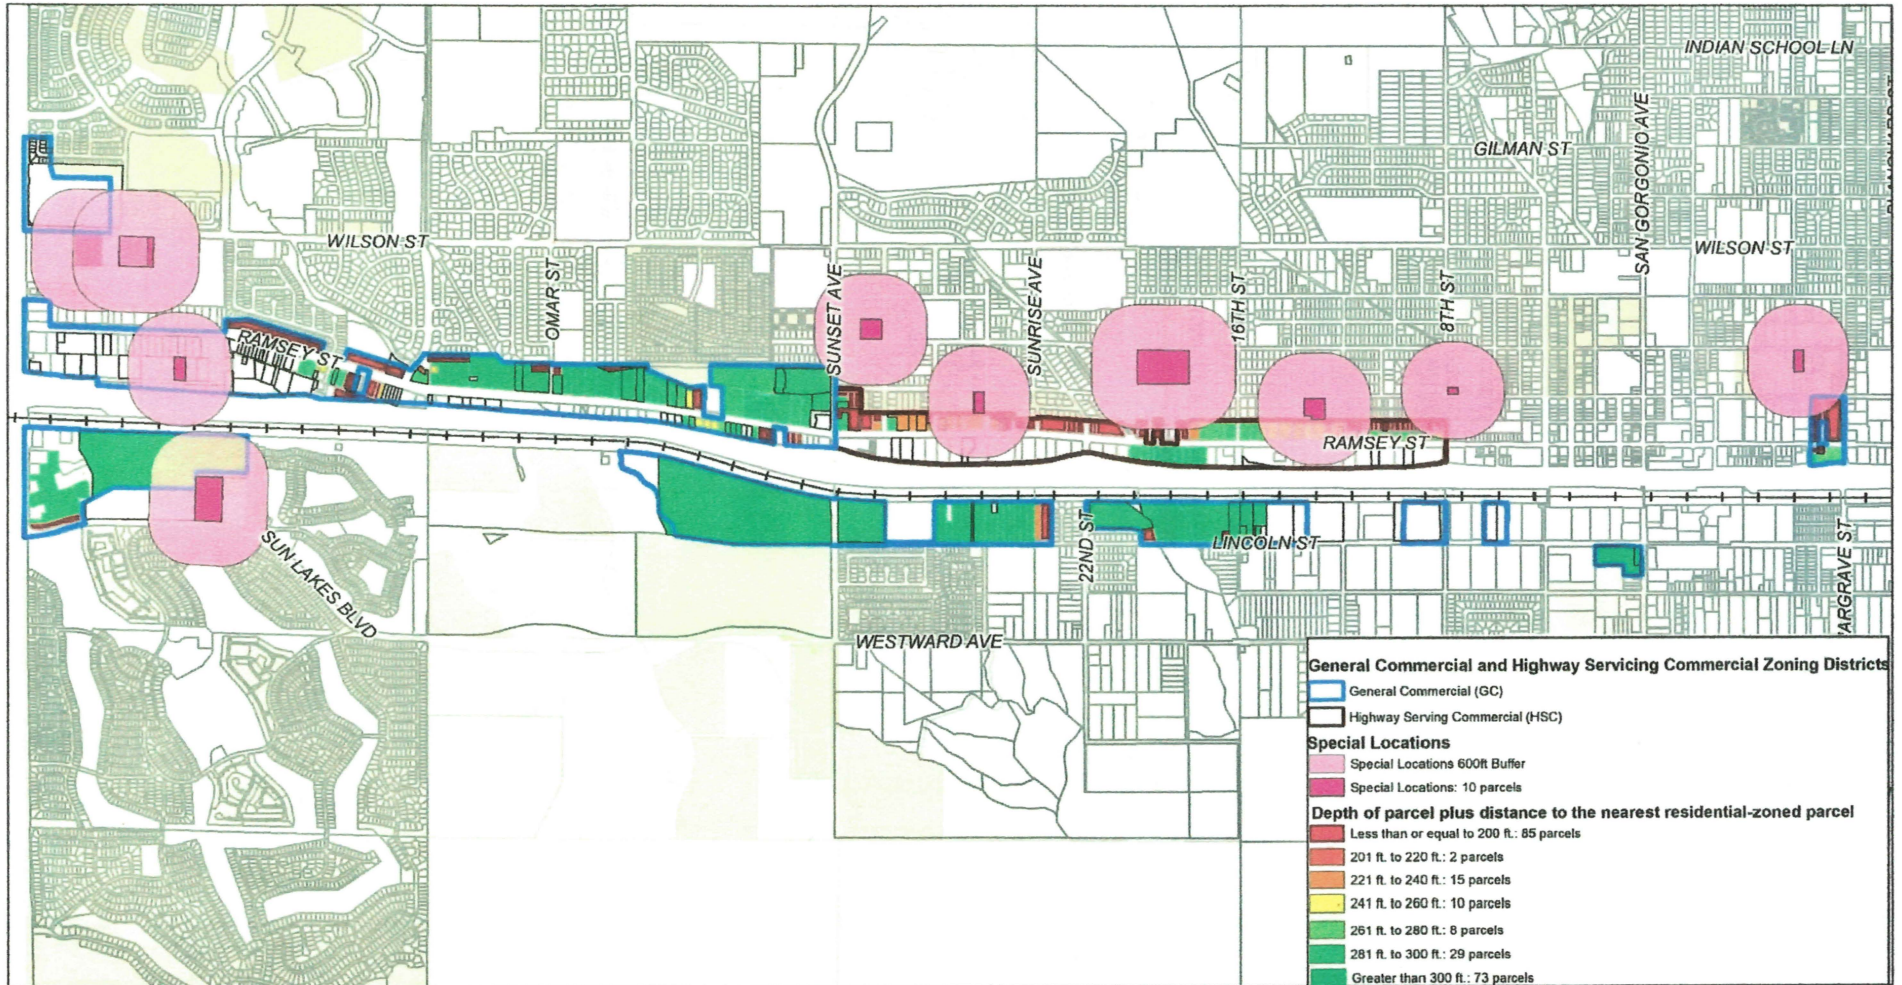 INDIAN SCHOOL LN
SAN GORGONIO AVE
GILMAN ST
WILSON ST
WILSON ST
OMAR ST
SUNSET AVE
SUNRISE AVE
16TH ST
8TH ST
RAMSEY ST
RAMSEY ST
22ND ST
LINCOLN ST
SUN LAKES BLVD
WESTWARD AVE
General Commercial and Highway Servicing Commercial Zoning Districts
General Commercial (GC)
Highway Serving Commercial (HSC)
Special Locations
Special Locations 600ft Buffer
Special Locations: 10 parcels
Depth of parcel plus distance to the nearest residential-zoned parcel
Less than or equal to 200 ft.: 85 parcels
201 ft. to 220 ft.: 2 parcels
221 ft. to 240 ft.: 15 parcels
241 ft. to 260 ft.: 10 parcels
261 ft. to 280 ft.: 8 parcels
281 ft. to 300 ft.: 29 parcels
Greater than 300 ft.: 73 parcels
ARGRAVE ST